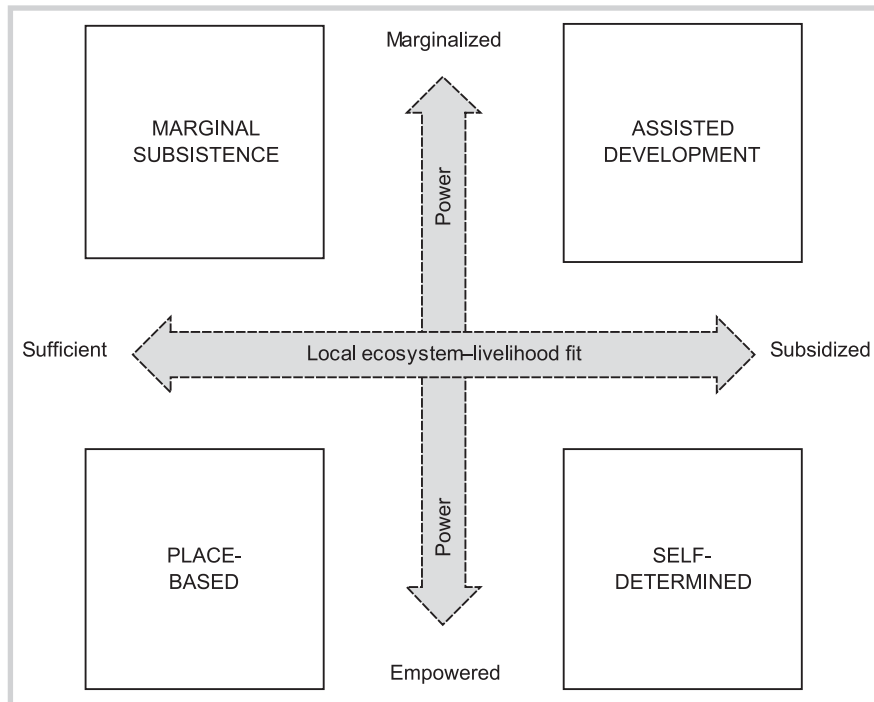 Marginalized
MARGINAL
SUBSISTENCE
ASSISTED
DEVELOPMENT
Power
Sufficient
Local ecosystem–livelihood fit
Subsidized
Power
PLACE-
BASED
SELF-
DETERMINED
Empowered